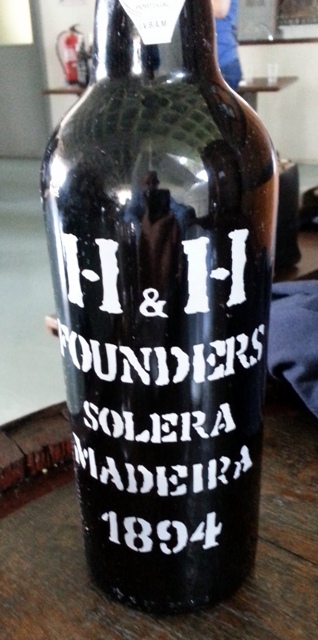 H & H
FOUNDERS
SOLERA
MADEIRA
1894